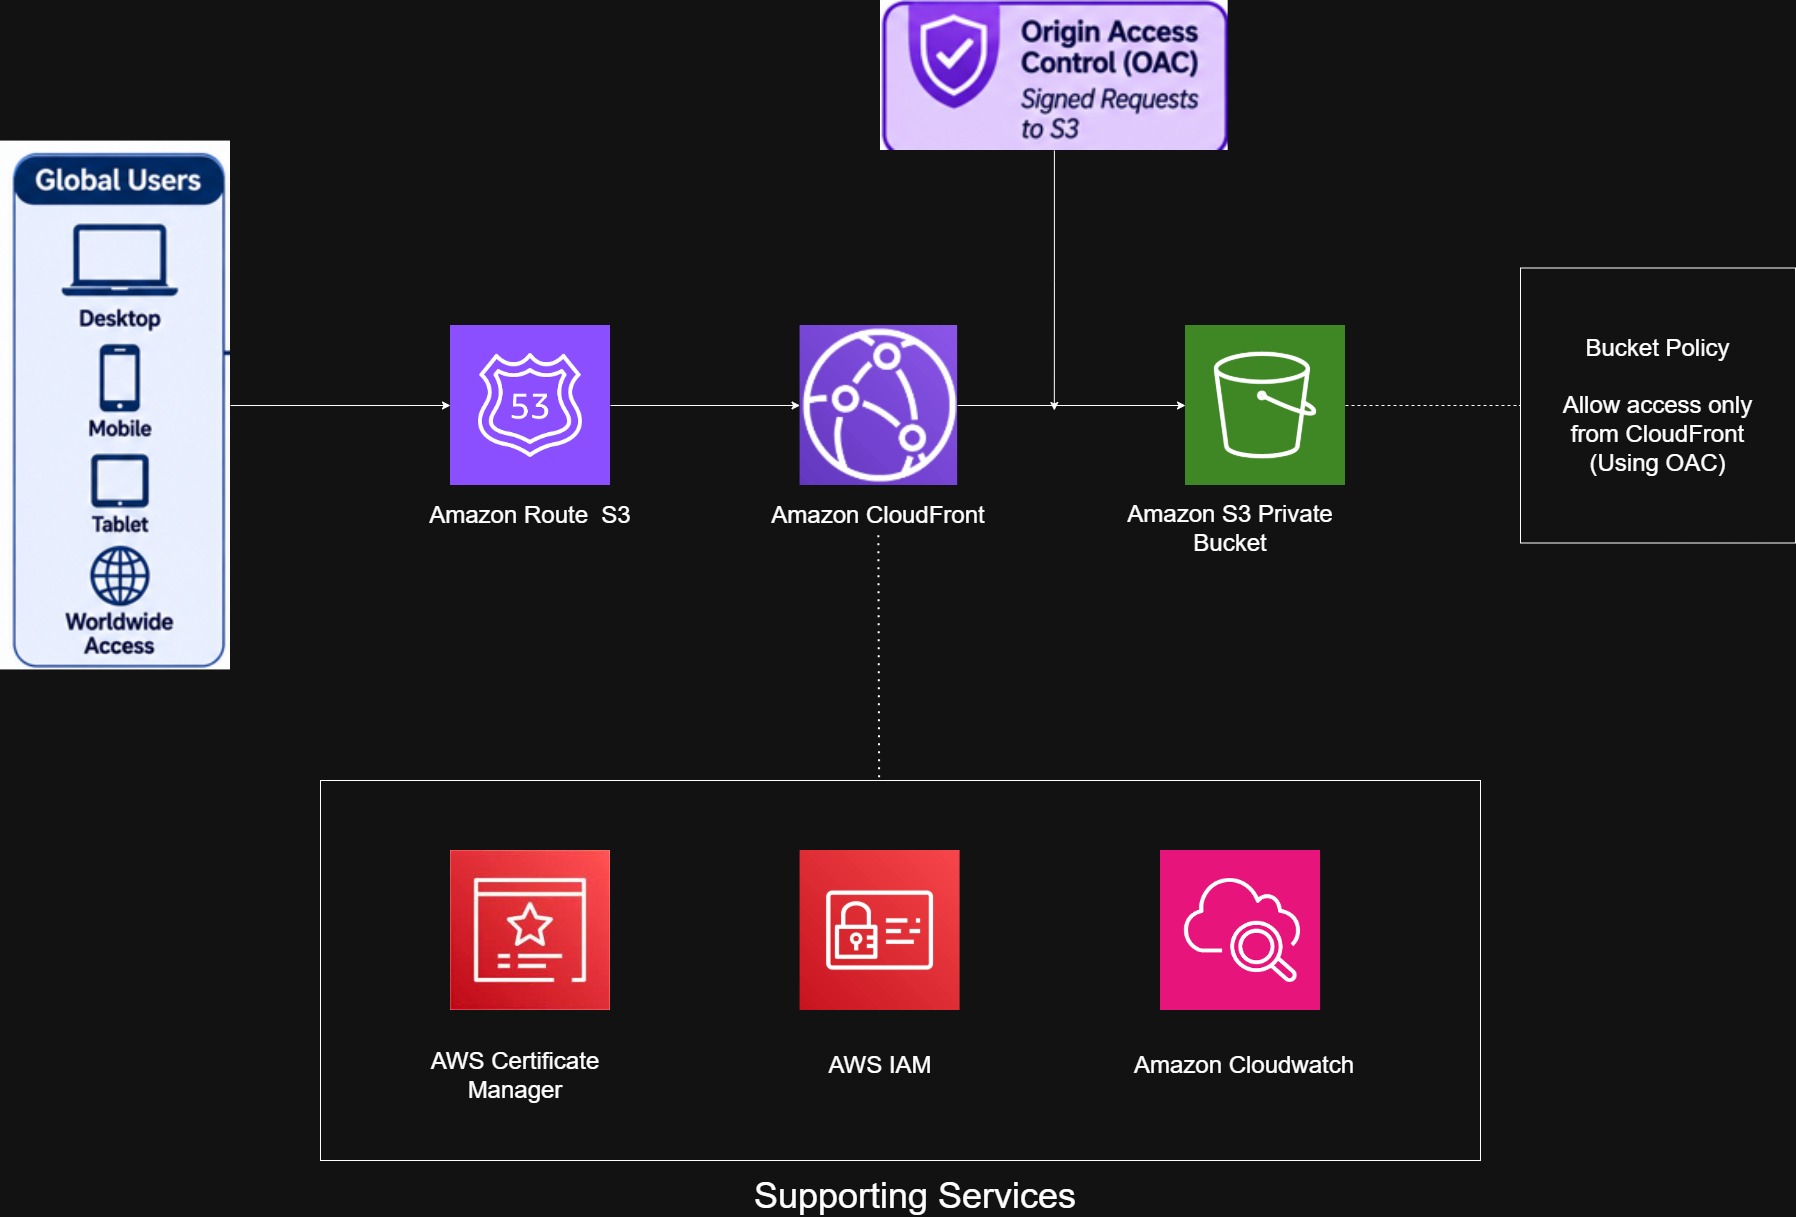 Origin Access
Control (OAC)
Signed Requests
to S3
Global Users
Desktop
Mobile
Tablet
Worldwide
Access
53
Amazon Route  S3
Amazon CloudFront
Amazon S3 Private
Bucket
Bucket Policy
Allow access only
from CloudFront
(Using OAC)
AWS Certificate
Manager
AWS IAM
Amazon Cloudwatch
Supporting Services